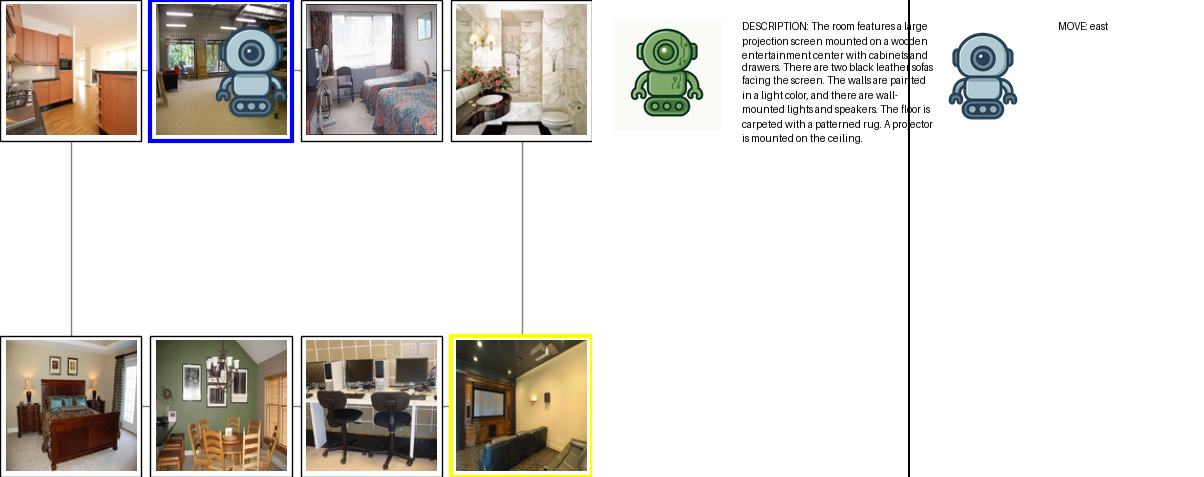 DESCRIPTION: The room features a large
projection screen mounted on a wooden
entertainment center with cabinets and
drawers. There are two black leather sofas
facing the screen. The walls are painted
in a light color, and there are wall-
mounted lights and speakers. The floor is
carpeted with a patterned rug. A projector
is mounted on the ceiling.
MOVE: east